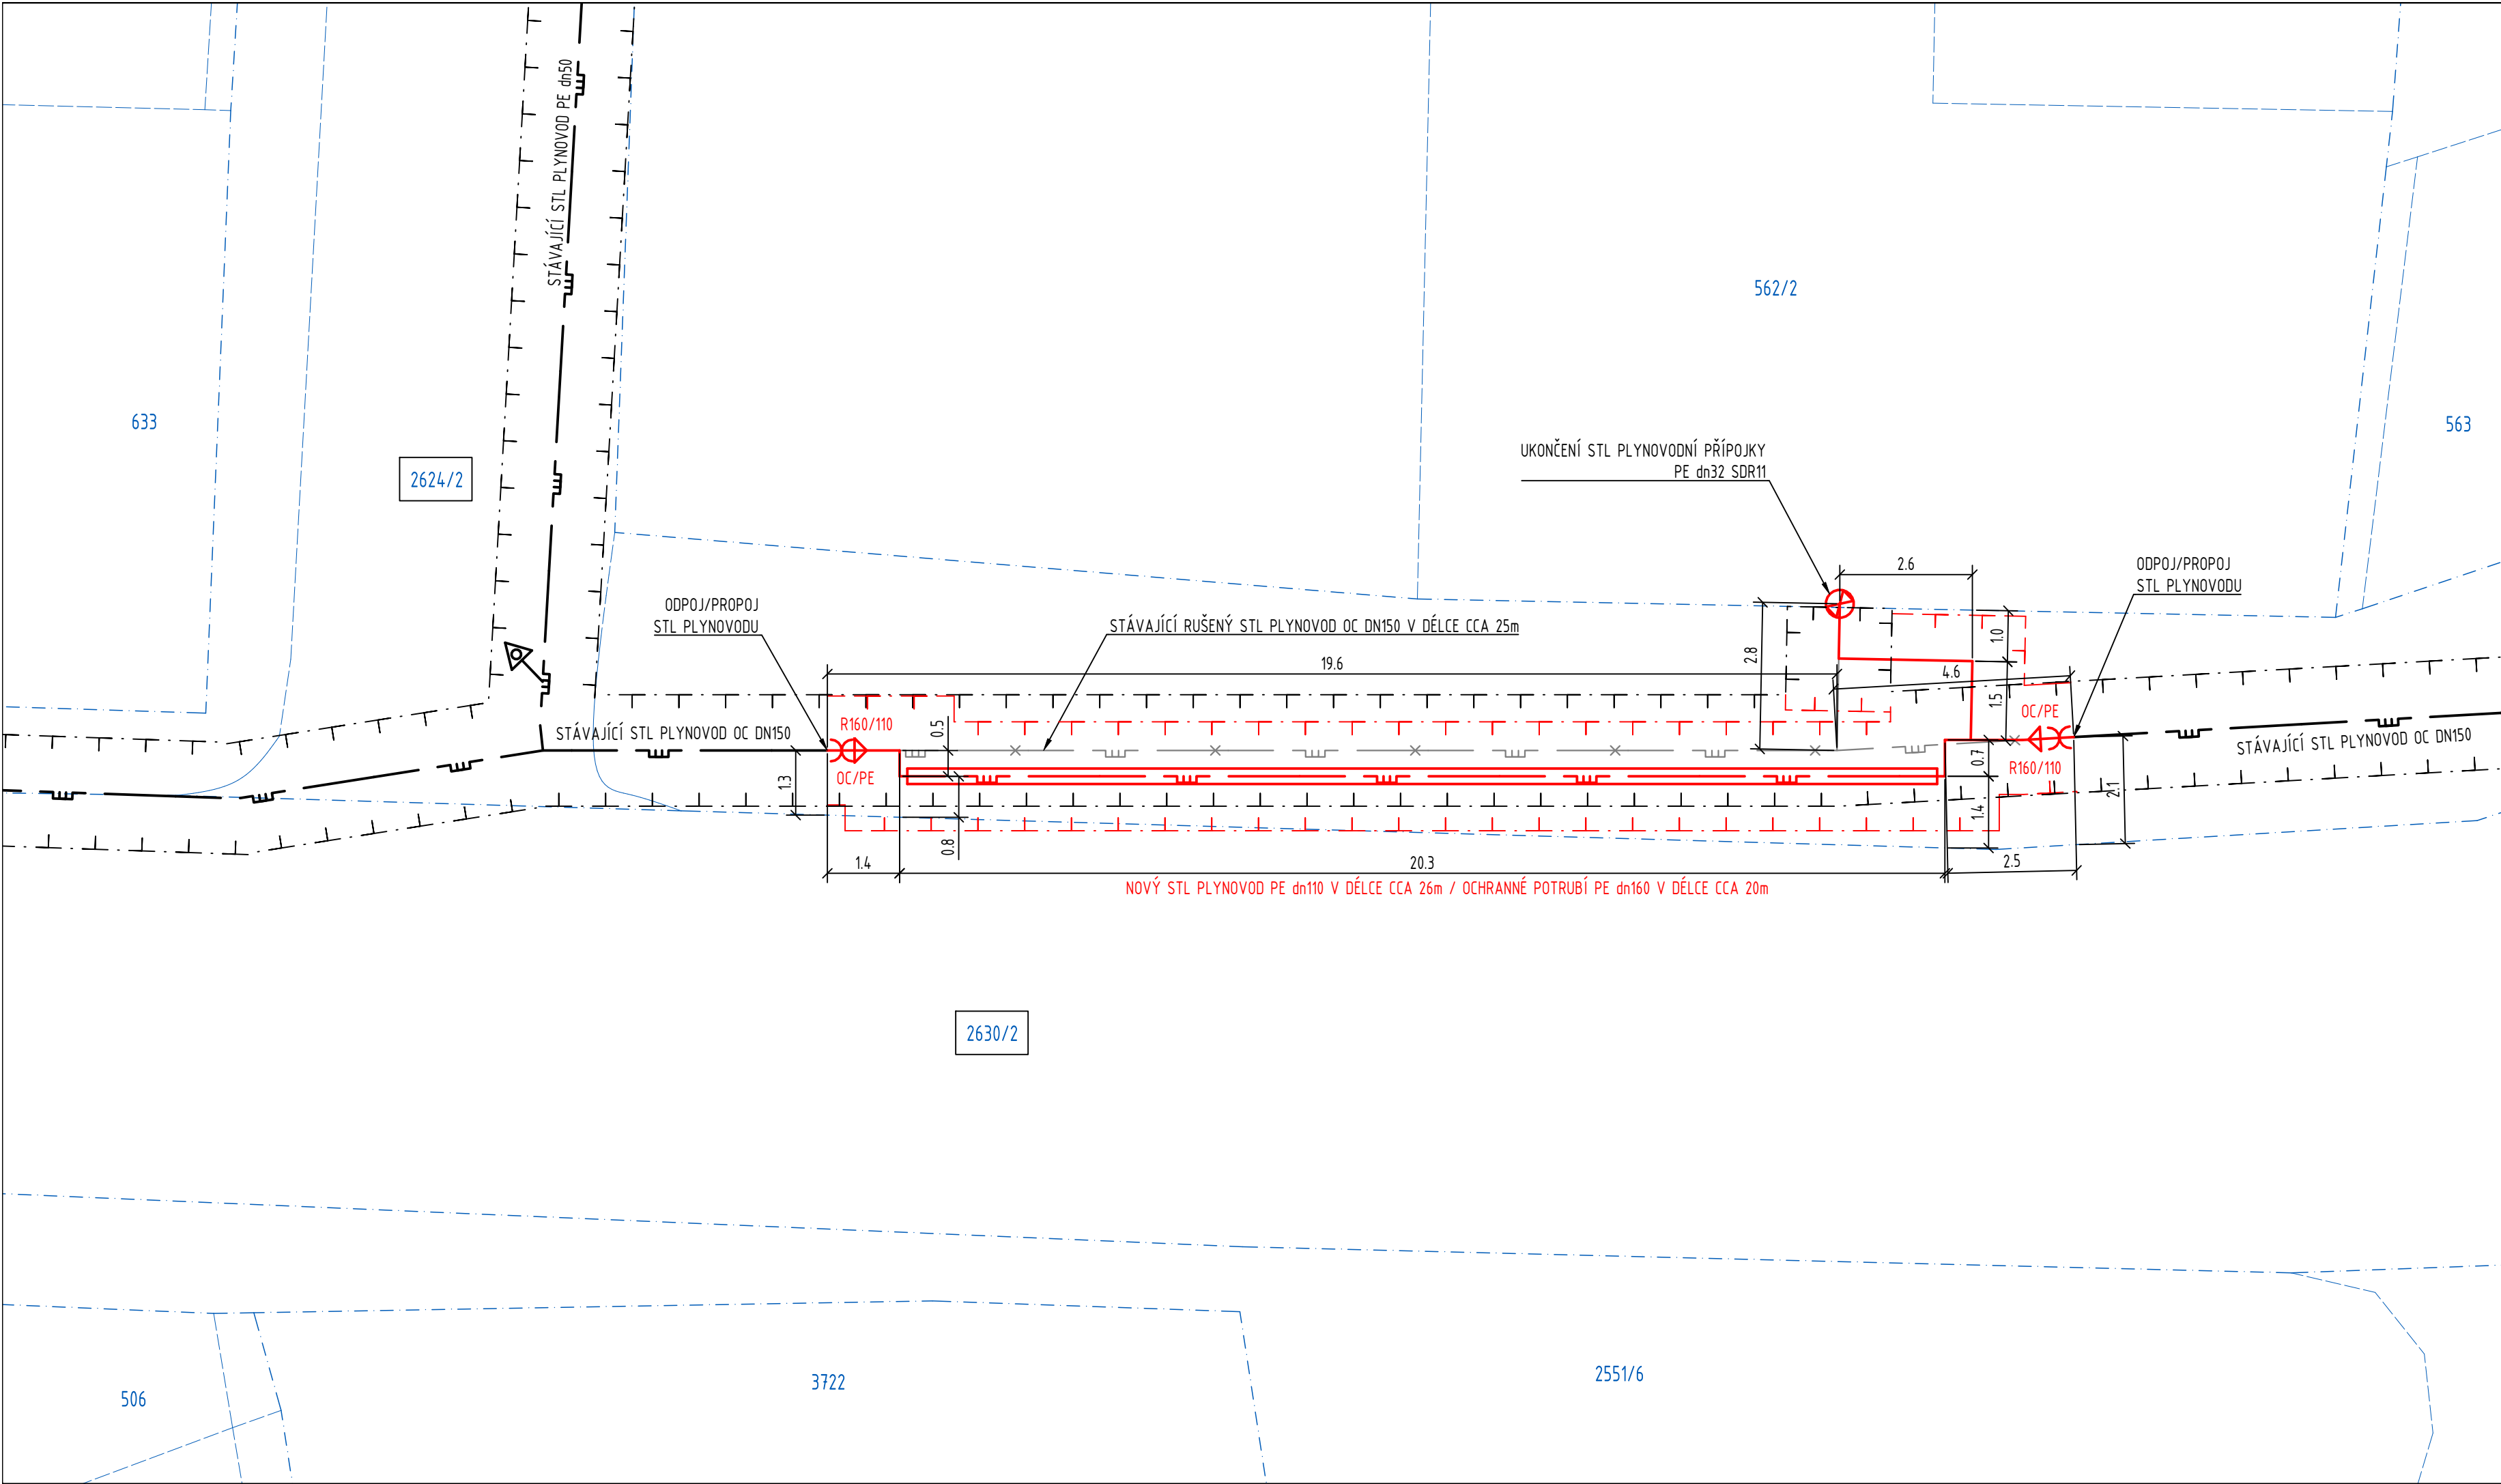 STÁVAJÍCÍ STL PLYNOVOD PE dn50
562/2
633
563
2624/2
UKONČENÍ STL PLYNOVODNÍ PŘÍPOJKY
PE dn32 SDR11
2.6
ODPOJ/PROPOJ
STL PLYNOVODU
ODPOJ/PROPOJ
STL PLYNOVODU
STÁVAJÍCÍ RUŠENÝ STL PLYNOVOD OC DN150 V DÉLCE CCA 25m
19.6
2.8
1.0
4.6
1.5
STÁVAJÍCÍ STL PLYNOVOD OC DN150
R160/110
0.5
OC/PE
STÁVAJÍCÍ STL PLYNOVOD OC DN150
OC/PE
R160/110
1.3
0.7
2.1
1.4
0.8
1.4
20.3
2.5
NOVÝ STL PLYNOVOD PE dn110 V DÉLCE CCA 26m / OCHRANNÉ POTRUBÍ PE dn160 V DÉLCE CCA 20m
2630/2
506
3722
2551/6